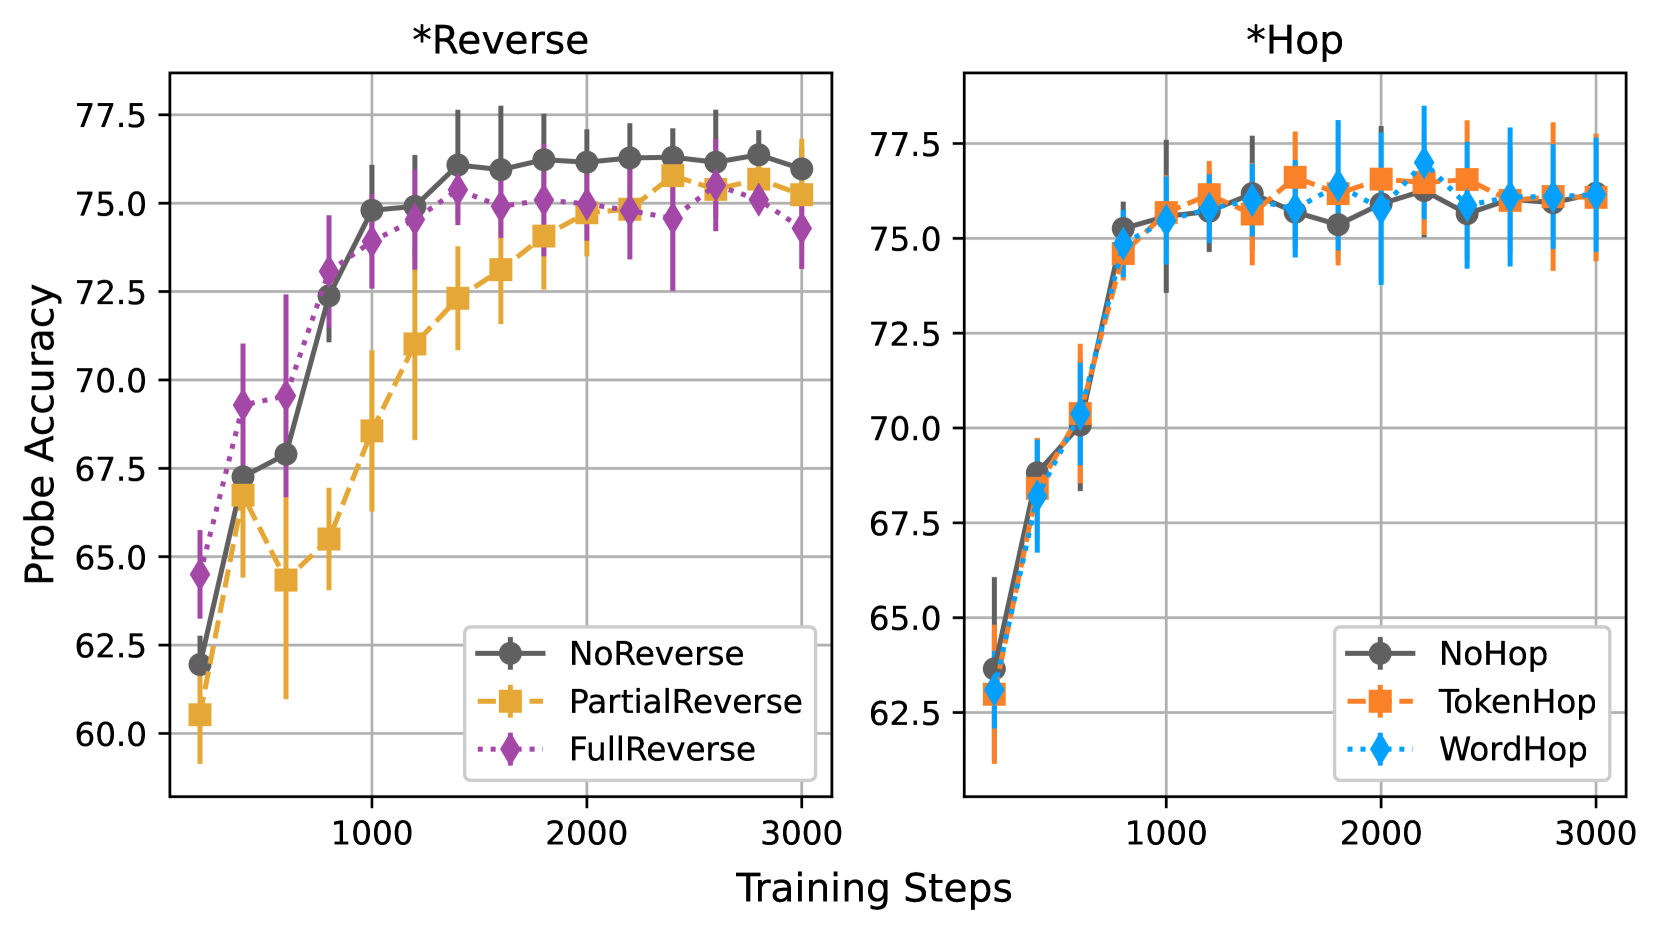 *Reverse
*Hop
Probe Accuracy
77.5
75.0
72.5
70.0
67.5
65.0
62.5
60.0
1000
2000
3000
NoReverse
PartialReverse
FullReverse
77.5
75.0
72.5
70.0
67.5
65.0
62.5
1000
2000
3000
NoHop
TokenHop
WordHop
Training Steps